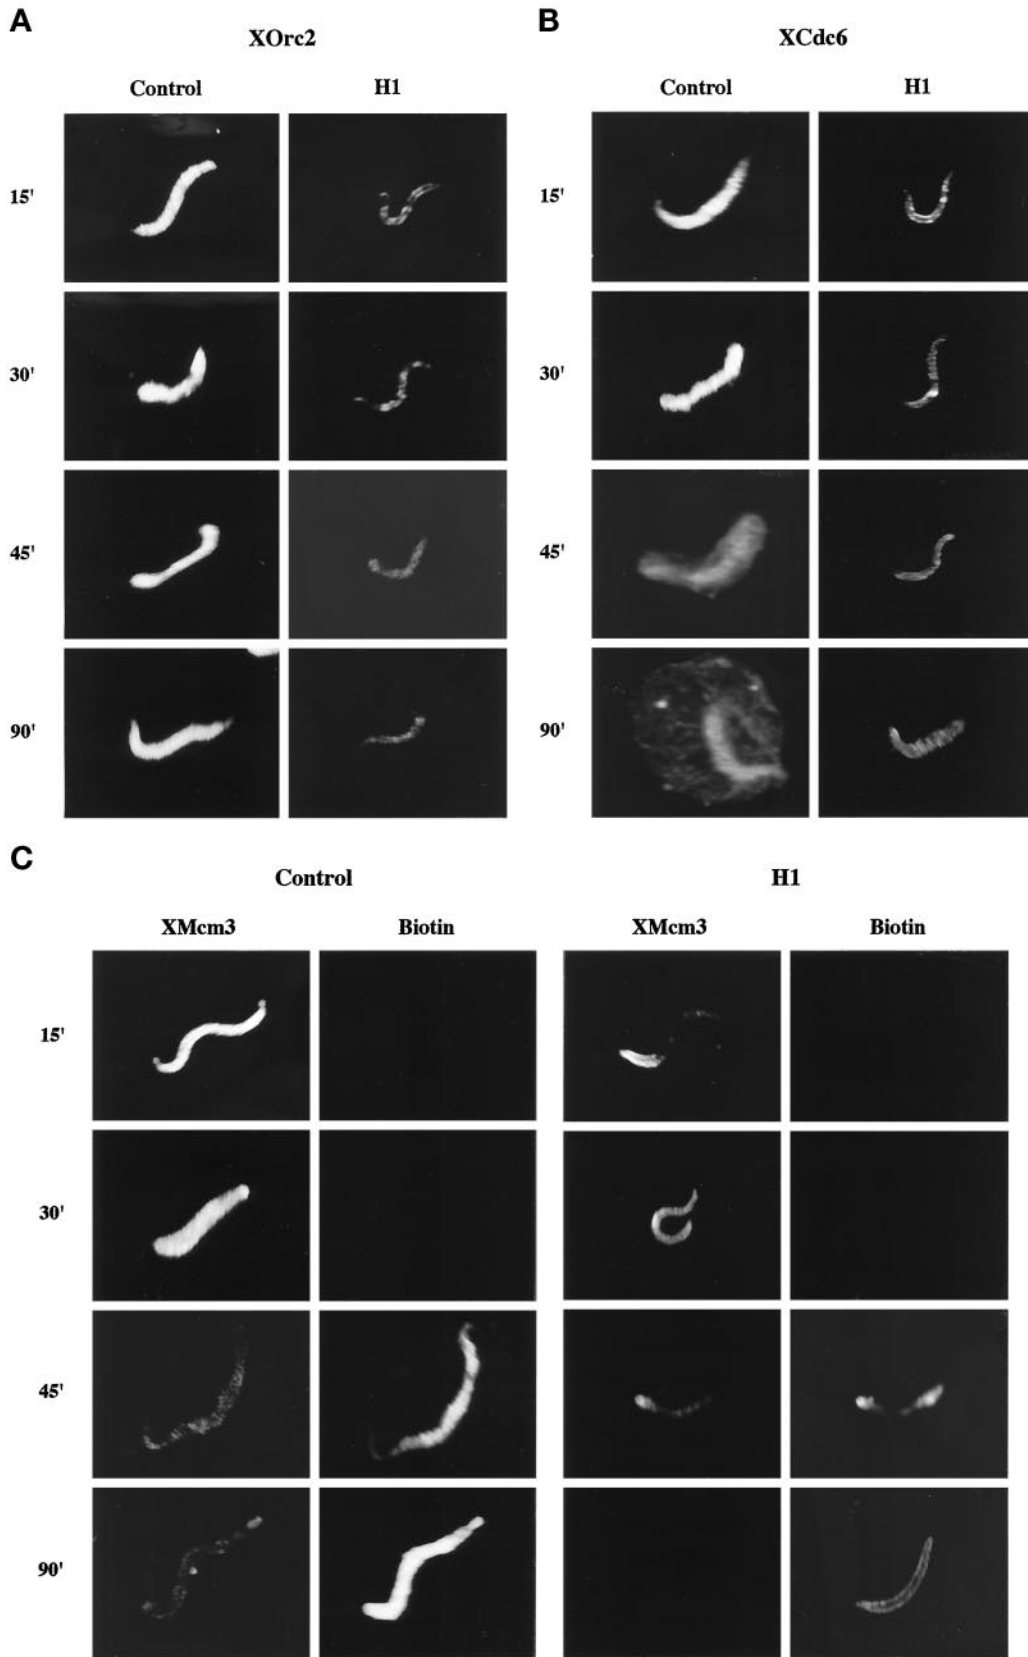 A
XOrc2
Control H1
15'
30'
45'
90'
B
XCdc6
Control H1
15'
30'
45'
90'
C
Control H1
XMcm3 Biotin XMcm3 Biotin
15'
30'
45'
90'